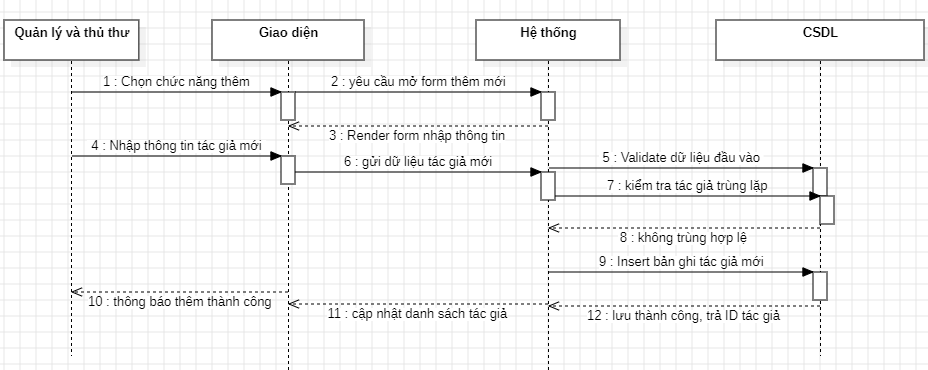 Quản lý và thủ thư
Giao diện
Hệ thống
CSDL
1 : Chọn chức năng thêm
2 : yêu cầu mở form thêm mới
3 : Render form nhập thông tin
4 : Nhập thông tin tác giả mới
5 : Validate dữ liệu đầu vào
6 : gửi dữ liệu tác giả mới
7 : kiểm tra tác giả trùng lặp
8 : không trùng hợp lệ
9 : Insert bản ghi tác giả mới
10 : thông báo thêm thành công
11 : cập nhật danh sách tác giả
12 : lưu thành công, trả ID tác giả